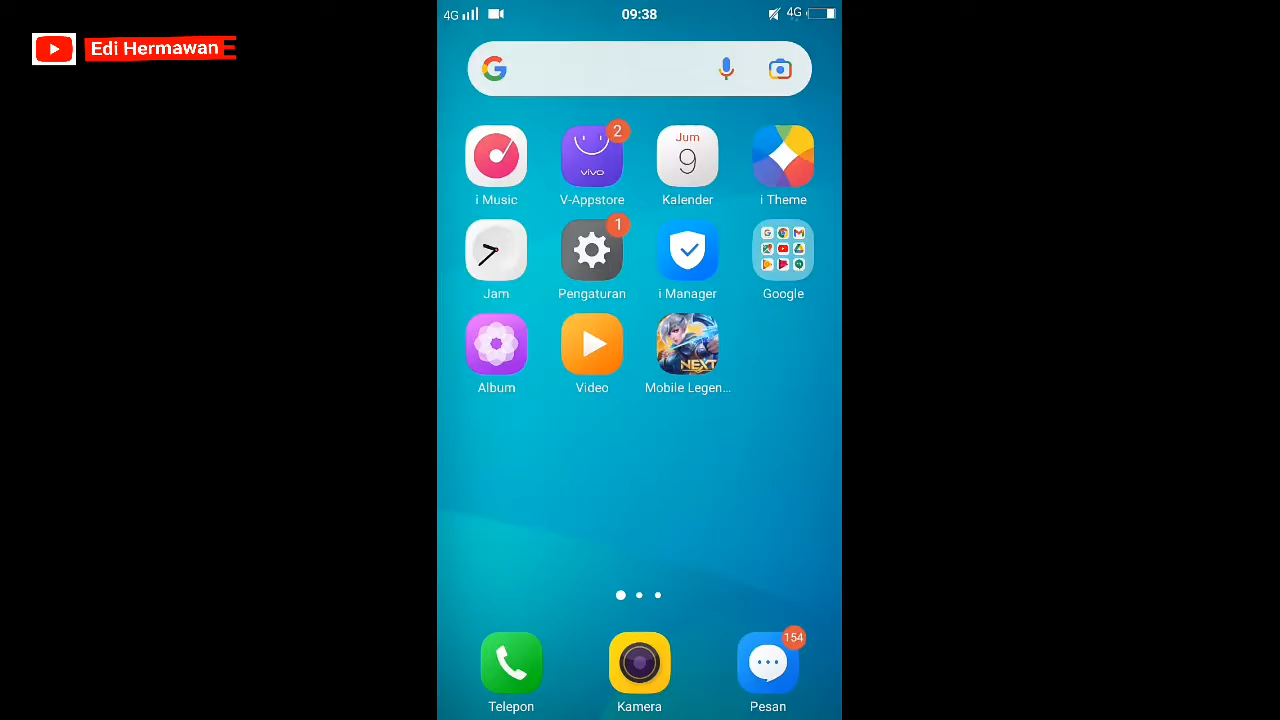 4G 09:38 4G
Edi Hermawan
2
Jum
9
vivo
i Music V-Appstore Kalender i Theme
1
Jam Pengaturan i Manager Google
NEXT
Album Video Mobile Legen...
154
Telepon Kamera Pesan